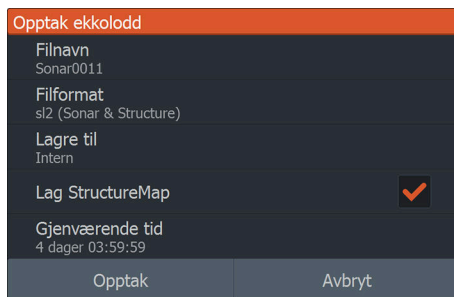 Opptak ekkolodd
Filnavn
Sonar0011
Filformat
sl2 (Sonar & Structure)
Lagre til
Intern
Lag StructureMap
Gjenværende tid
4 dager 03:59:59
Opptak
Avbryt